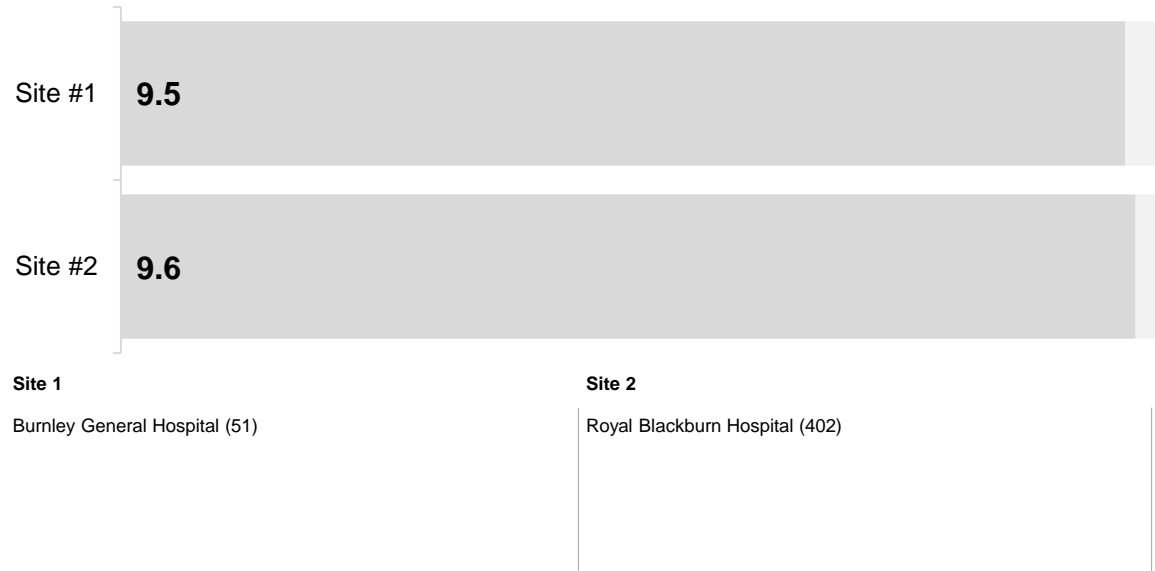 Site #1 9.5
Site #2 9.6
Site 1
Burnley General Hospital (51)
Site 2
Royal Blackburn Hospital (402)